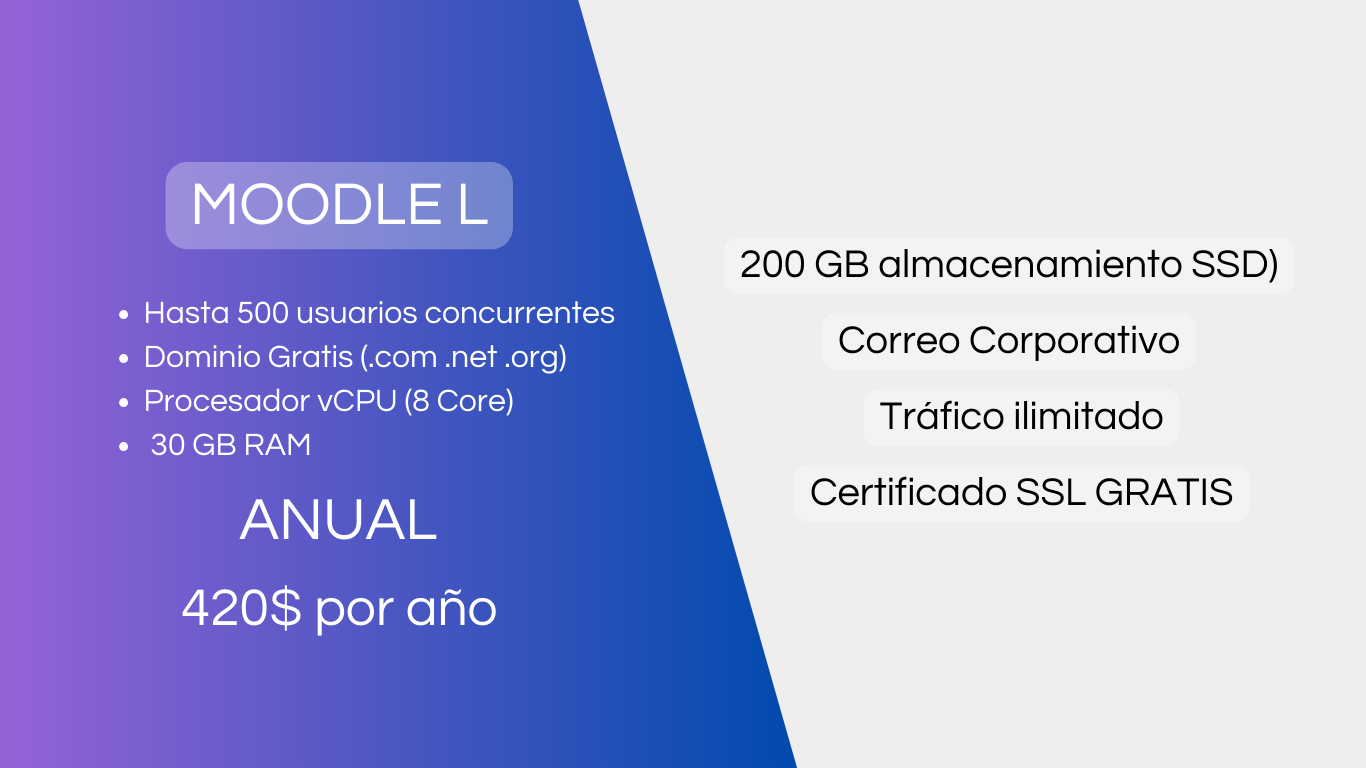 MOODLE L
• Hasta 500 usuarios concurrentes
• Dominio Gratis (.com .net .org)
• Procesador vCPU (8 Core)
• 30 GB RAM
ANUAL
420$ por año
200 GB almacenamiento SSD)
Correo Corporativo
Tráfico ilimitado
Certificado SSL GRATIS